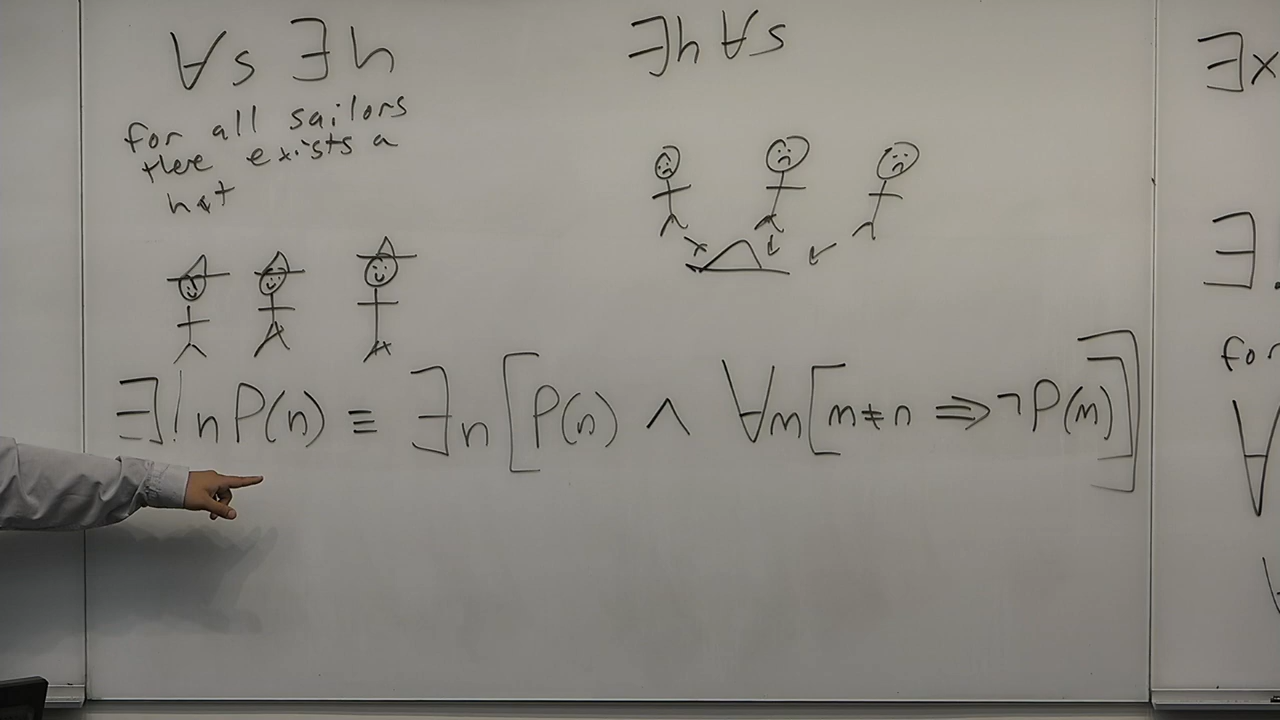 ∀s ∃h
for all sailors
there exists a
hat
∃h ∀s
∃!n P(n) ≡ ∃n[P(n) ∧ ∀m[m≠n ⇒ ¬P(m)]]
∃x
∃
for
∀